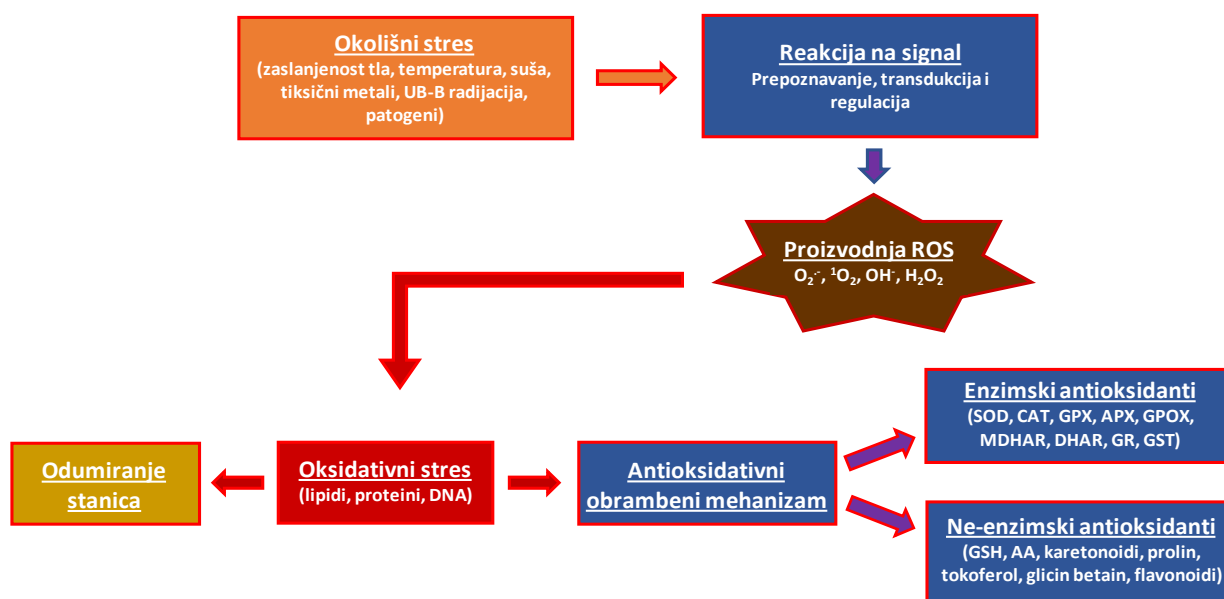 Okolišni stres
(zaslanjenost tla, temperatura, suša,
tiksični metali, UB-B radijacija,
patogeni)
Reakcija na signal
Prepoznavanje, transdukcija i
regulacija
Proizvodnja ROS
O₂˙⁻, ¹O₂, OH⁻, H₂O₂
Enzimski antioksidanti
(SOD, CAT, GPX, APX, GPOX,
MDHAR, DHAR, GR, GST)
Odumiranje
stanica
Oksidativni stres
(lipidi, proteini, DNA)
Antioksidativni
obrambeni mehanizam
Ne-enzimski antioksidanti
(GSH, AA, karetonoidi, prolin,
tokoferol, glicin betain, flavonoidi)